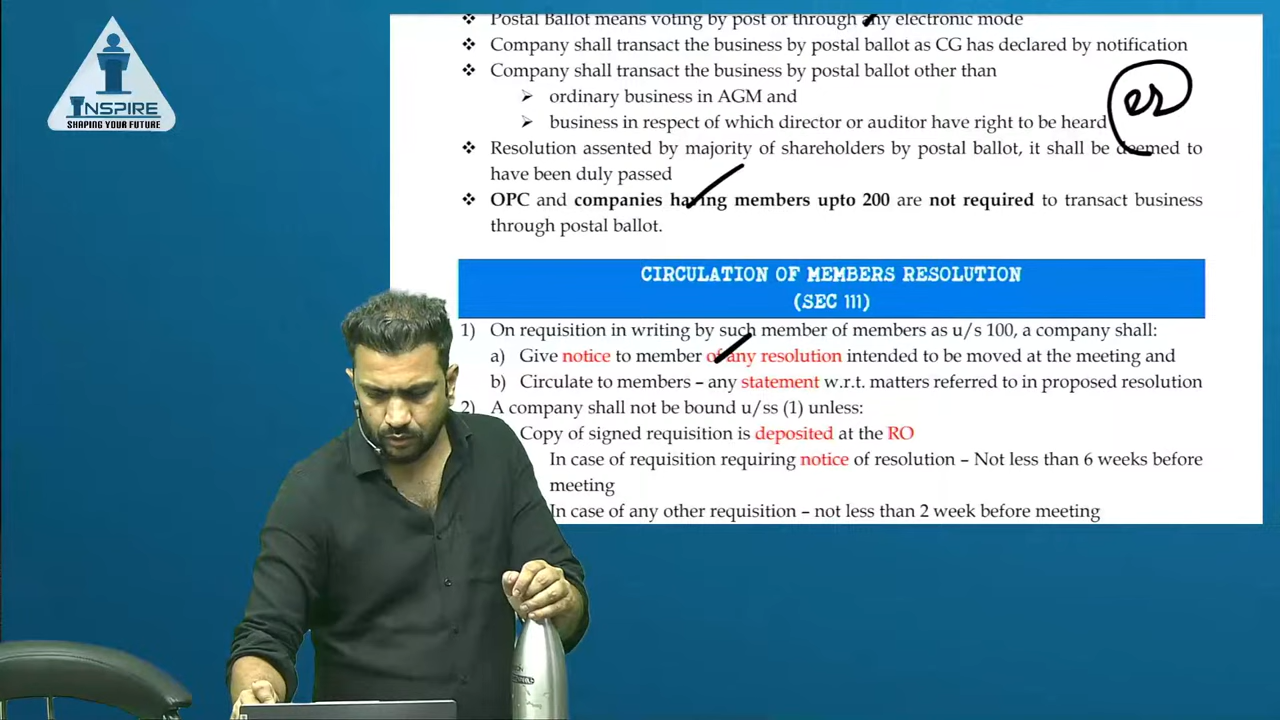 INSPIRE
SHAPING YOUR FUTURE
❖ Postal Ballot means voting by post or through any electronic mode
❖ Company shall transact the business by postal ballot as CG has declared by notification
❖ Company shall transact the business by postal ballot other than
➢ ordinary business in AGM and
➢ business in respect of which director or auditor have right to be heard
❖ Resolution assented by majority of shareholders by postal ballot, it shall be deemed to
have been duly passed
❖ OPC and companies having members upto 200 are not required to transact business
through postal ballot.
CIRCULATION OF MEMBERS RESOLUTION
(SEC 111)
1) On requisition in writing by such member of members as u/s 100, a company shall:
a) Give notice to member of any resolution intended to be moved at the meeting and
b) Circulate to members – any statement w.r.t. matters referred to in proposed resolution
2) A company shall not be bound u/ss (1) unless:
Copy of signed requisition is deposited at the RO
In case of requisition requiring notice of resolution – Not less than 6 weeks before
meeting
In case of any other requisition – not less than 2 week before meeting